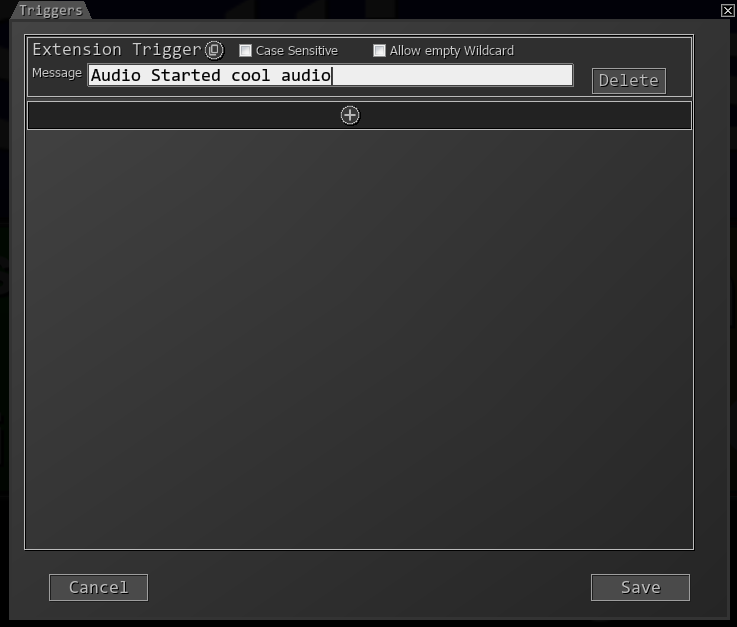 Triggers
Extension Trigger Case Sensitive Allow empty Wildcard
Message Audio Started cool audio Delete
Cancel Save